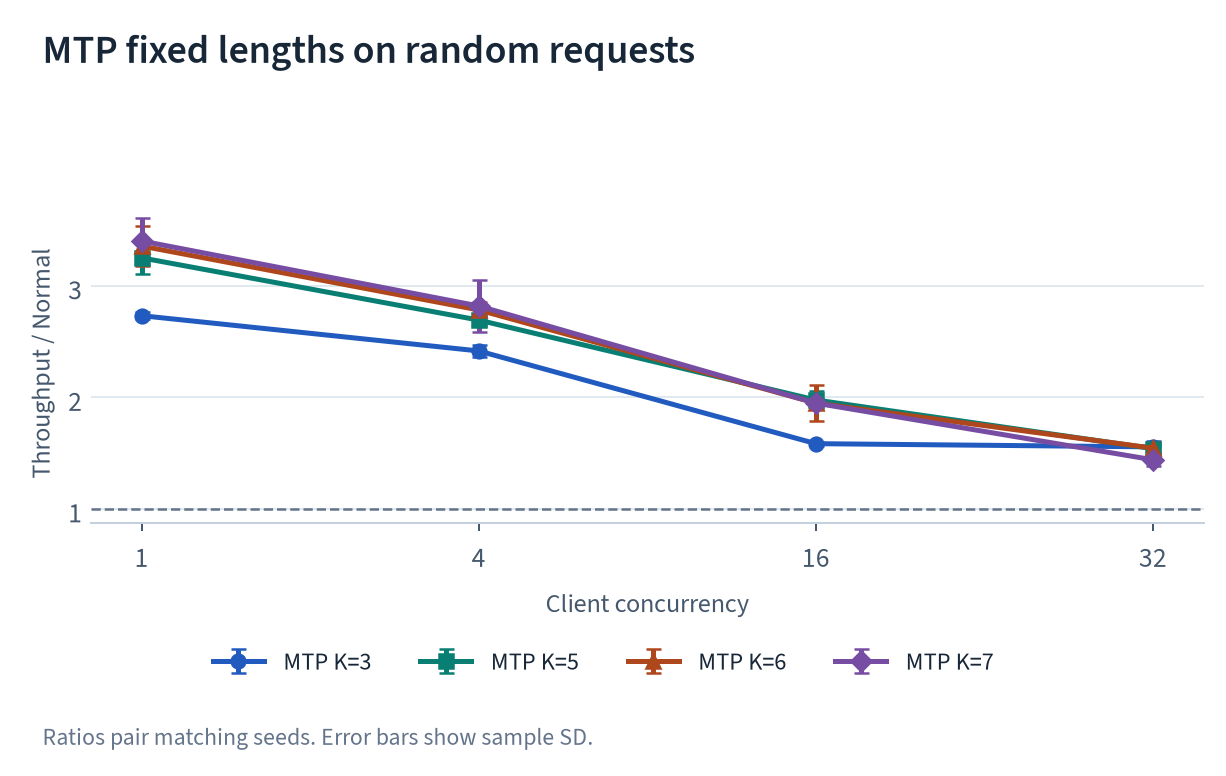 MTP fixed lengths on random requests
Throughput / Normal
3
2
1
1 4 16 32
Client concurrency
MTP K=3 MTP K=5 MTP K=6 MTP K=7
Ratios pair matching seeds. Error bars show sample SD.